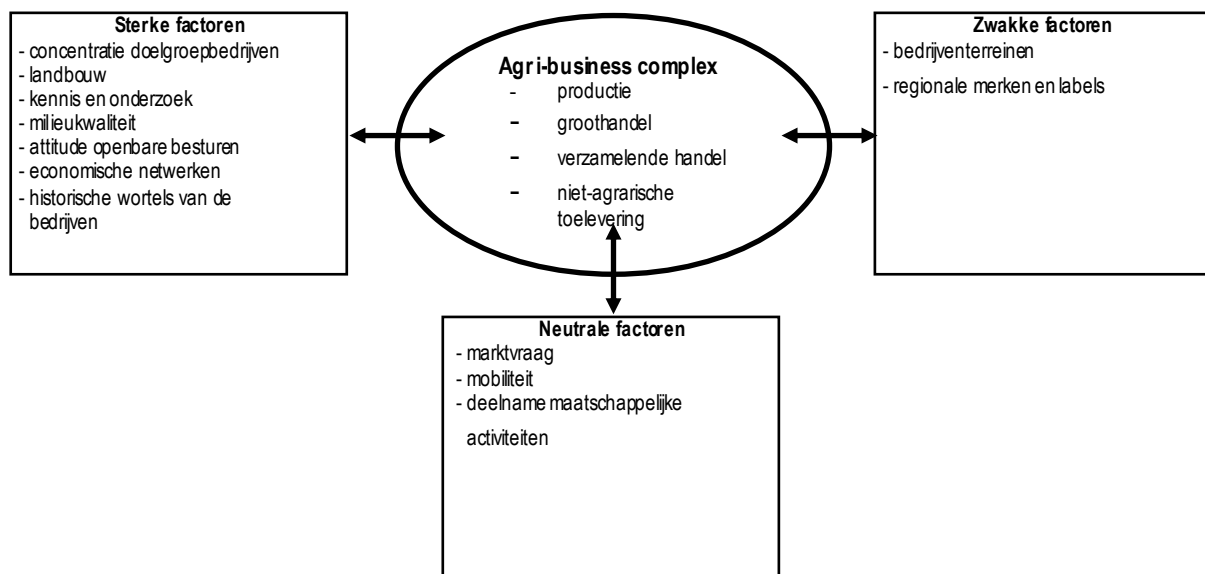 Sterke factoren
- concentratie doelgroepbedrijven
- landbouw
- kennis en onderzoek
- milieukwaliteit
- attitude openbare besturen
- economische netwerken
- historische wortels van de
bedrijven
Agri-business complex
- productie
- groothandel
- verzamelende handel
- niet-agrarische
toelevering
Zwakke factoren
- bedrijventerreinen
- regionale merken en labels
Neutrale factoren
- marktvraag
- mobiliteit
- deelname maatschappelijke
activiteiten